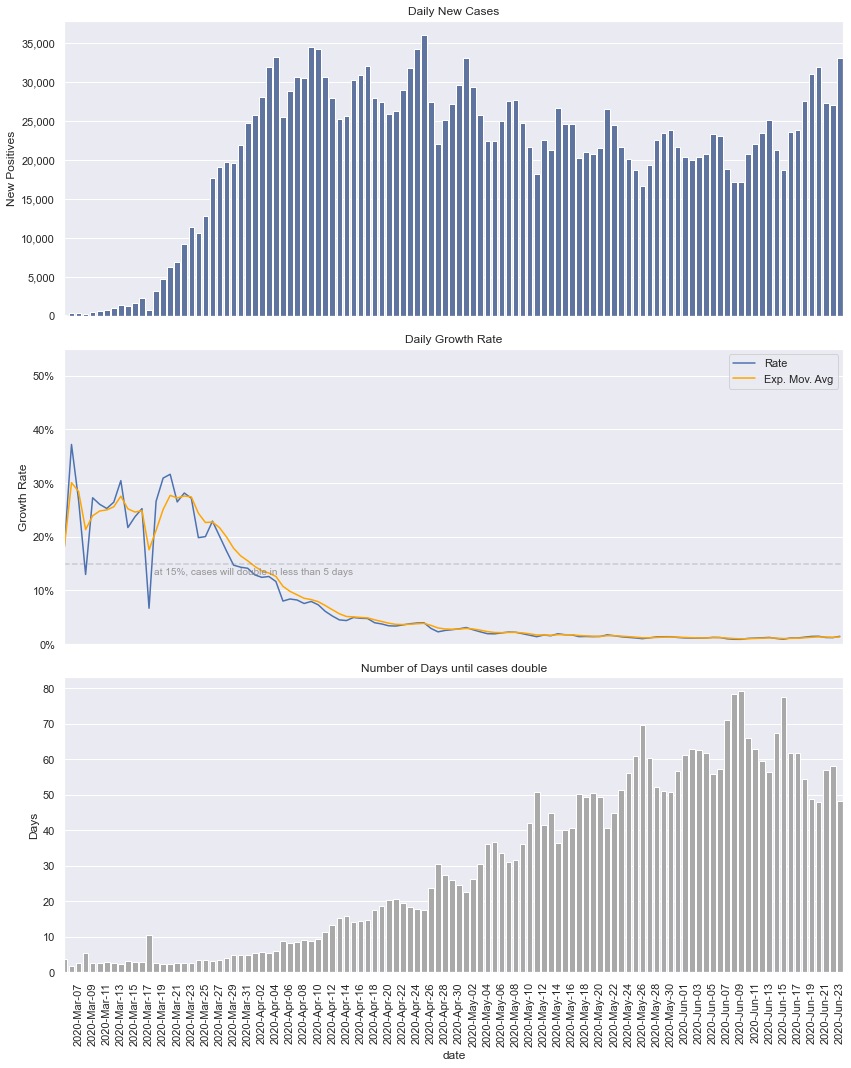 Daily New Cases
New Positives
35,000
30,000
25,000
20,000
15,000
10,000
5,000
0
Daily Growth Rate
Growth Rate
50%
40%
30%
20%
10%
0%
Rate
Exp. Mov. Avg
at 15%, cases will double in less than 5 days
Number of Days until cases double
Days
80
70
60
50
40
30
20
10
0
2020-Mar-07
2020-Mar-09
2020-Mar-11
2020-Mar-13
2020-Mar-15
2020-Mar-17
2020-Mar-19
2020-Mar-21
2020-Mar-23
2020-Mar-25
2020-Mar-27
2020-Mar-29
2020-Mar-31
2020-Apr-02
2020-Apr-04
2020-Apr-06
2020-Apr-08
2020-Apr-10
2020-Apr-12
2020-Apr-14
2020-Apr-16
2020-Apr-18
2020-Apr-20
2020-Apr-22
2020-Apr-24
2020-Apr-26
2020-Apr-28
2020-Apr-30
2020-May-02
2020-May-04
2020-May-06
2020-May-08
2020-May-10
2020-May-12
2020-May-14
2020-May-16
2020-May-18
2020-May-20
2020-May-22
2020-May-24
2020-May-26
2020-May-28
2020-May-30
2020-Jun-01
2020-Jun-03
2020-Jun-05
2020-Jun-07
2020-Jun-09
2020-Jun-11
2020-Jun-13
2020-Jun-15
2020-Jun-17
2020-Jun-19
2020-Jun-21
2020-Jun-23
date